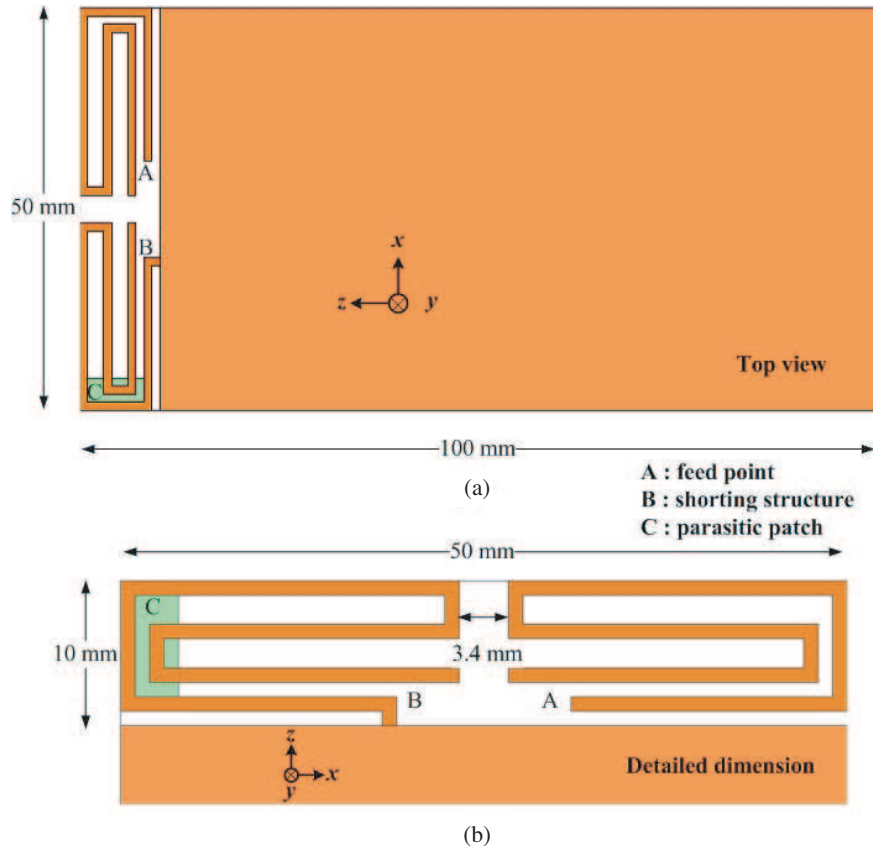 A
50 mm
B
x
z
y
C
Top view
100 mm
(a)
A : feed point
B : shorting structure
C : parasitic patch
50 mm
C
10 mm
3.4 mm
B
A
z
x
y
Detailed dimension
(b)